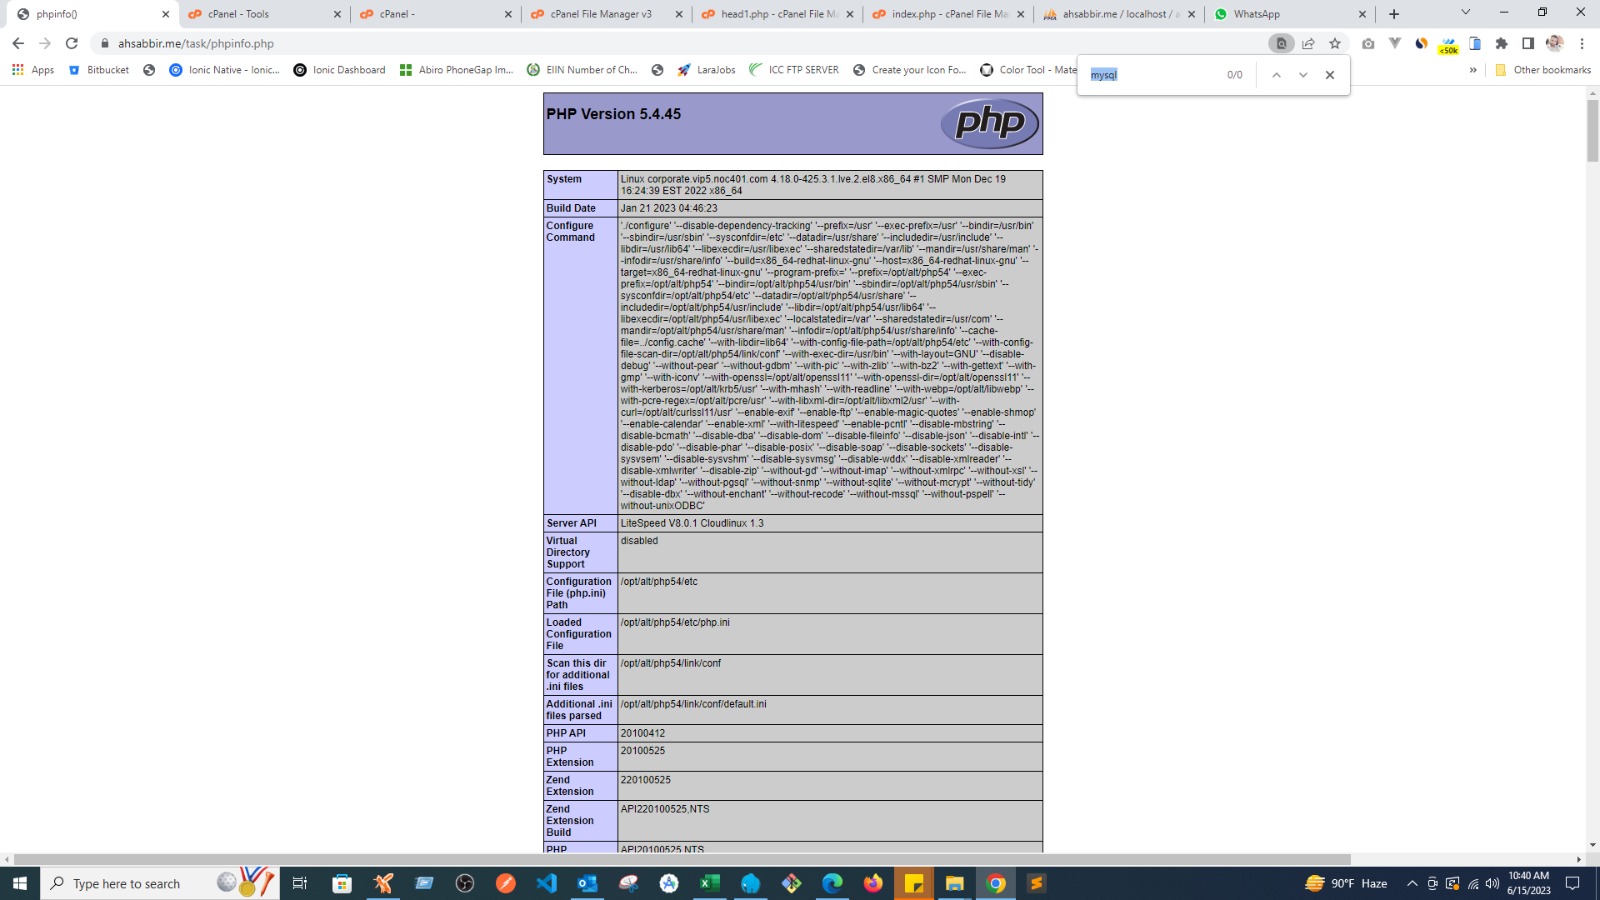 phpinfo()
cPanel - Tools
cPanel -
cPanel File Manager v3
head1.php - cPanel File M
index.php - cPanel File Ma
ahsabbir.me / localhost / a
WhatsApp
ahsabbir.me/task/phpinfo.php
<50k
Apps
Bitbucket
Ionic Native - Ionic...
Ionic Dashboard
Abiro PhoneGap Im...
EIIN Number of Ch...
LaraJobs
ICC FTP SERVER
Create your Icon Fo...
Color Tool - Mate
»
Other bookmarks
mysql
0/0
PHP Version 5.4.45
php
System
Linux corporate.vip5.noc401.com 4.18.0-425.3.1.lve.2.el8.x86_64 #1 SMP Mon Dec 19
16:24:39 EST 2022 x86_64
Build Date
Jan 21 2023 04:46:23
Configure
Command
'./configure' '--disable-dependency-tracking' '--prefix=/usr' '--exec-prefix=/usr' '--bindir=/usr/bin'
'--sbindir=/usr/sbin' '--sysconfdir=/etc' '--datadir=/usr/share' '--includedir=/usr/include' '--
libdir=/usr/lib64' '--libexecdir=/usr/libexec' '--sharedstatedir=/var/lib' '--mandir=/usr/share/man' '-
-infodir=/usr/share/info' '--build=x86_64-redhat-linux-gnu' '--host=x86_64-redhat-linux-gnu' '--
target=x86_64-redhat-linux-gnu' '--program-prefix=' '--prefix=/opt/alt/php54' '--exec-
prefix=/opt/alt/php54' '--bindir=/opt/alt/php54/usr/bin' '--sbindir=/opt/alt/php54/usr/sbin' '--
sysconfdir=/opt/alt/php54/etc' '--datadir=/opt/alt/php54/usr/share' '--
includedir=/opt/alt/php54/usr/include' '--libdir=/opt/alt/php54/usr/lib64' '--
libexecdir=/opt/alt/php54/usr/libexec' '--localstatedir=/var' '--sharedstatedir=/usr/com' '--
mandir=/opt/alt/php54/usr/share/man' '--infodir=/opt/alt/php54/usr/share/info' '--cache-
file=../config.cache' '--with-libdir=lib64' '--with-config-file-path=/opt/alt/php54/etc' '--with-config-
file-scan-dir=/opt/alt/php54/link/conf' '--with-exec-dir=/usr/bin' '--with-layout=GNU' '--disable-
debug' '--without-pear' '--without-gdbm' '--with-pic' '--with-zlib' '--with-bz2' '--with-gettext' '--with-
gmp' '--with-iconv' '--with-openssl=/opt/alt/openssl11' '--with-openssl-dir=/opt/alt/openssl11' '--
with-kerberos=/opt/alt/krb5/usr' '--with-mhash' '--with-readline' '--with-webp=/opt/alt/libwebp' '--
with-pcre-regex=/opt/alt/pcre/usr' '--with-libxml-dir=/opt/alt/libxml2/usr' '--with-
curl=/opt/alt/curlssl11/usr' '--enable-exif' '--enable-ftp' '--enable-magic-quotes' '--enable-shmop'
'--enable-calendar' '--enable-xml' '--with-litespeed' '--enable-pcntl' '--disable-mbstring' '--
disable-bcmath' '--disable-dba' '--disable-dom' '--disable-fileinfo' '--disable-json' '--disable-intl' '--
disable-pdo' '--disable-phar' '--disable-posix' '--disable-soap' '--disable-sockets' '--disable-
sysvsem' '--disable-sysvshm' '--disable-sysvmsg' '--disable-wddx' '--disable-xmlreader' '--
disable-xmlwriter' '--disable-zip' '--without-gd' '--without-imap' '--without-xmlrpc' '--without-xsl' '--
without-ldap' '--without-pgsql' '--without-snmp' '--without-sqlite' '--without-mcrypt' '--without-tidy'
'--disable-dbx' '--without-enchant' '--without-recode' '--without-mssql' '--without-pspell' '--
without-unixODBC'
Server API
LiteSpeed V8.0.1 Cloudlinux 1.3
Virtual
Directory
Support
disabled
Configuration
File (php.ini)
Path
/opt/alt/php54/etc
Loaded
Configuration
File
/opt/alt/php54/etc/php.ini
Scan this dir
for additional
.ini files
/opt/alt/php54/link/conf
Additional .ini
files parsed
/opt/alt/php54/link/conf/default.ini
PHP API
20100412
PHP
Extension
20100525
Zend
Extension
220100525
Zend
Extension
Build
API220100525,NTS
PHP
API20100525,NTS
Type here to search
90°F Haze
10:40 AM
6/15/2023